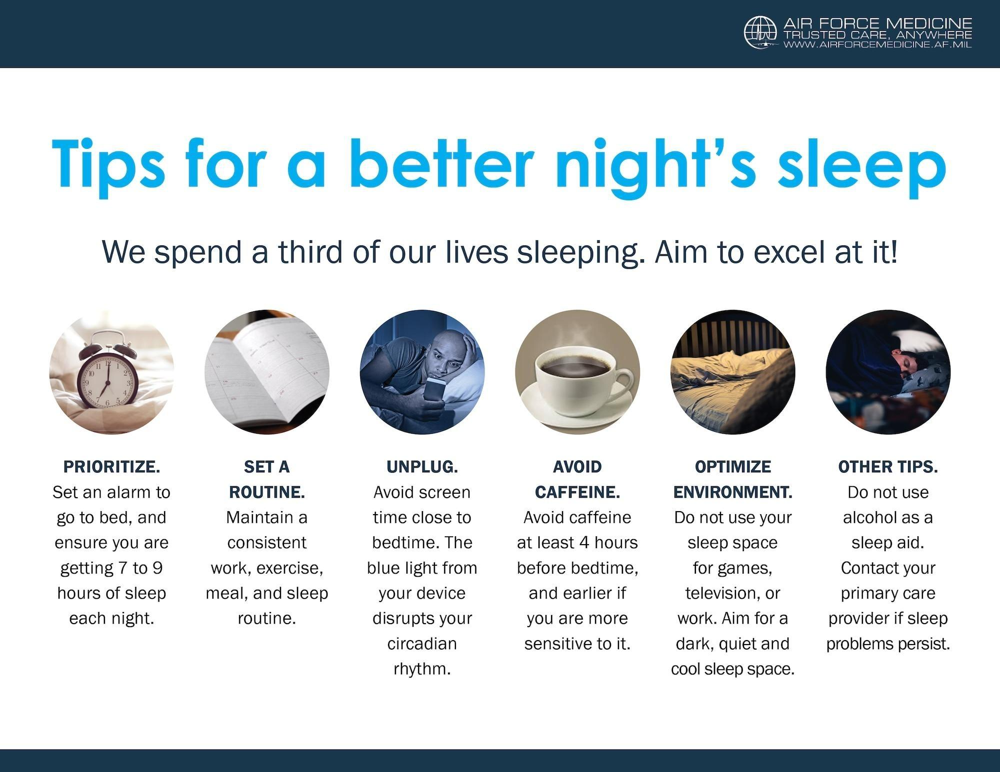 AIR FORCE MEDICINE
TRUSTED CARE, ANYWHERE
WWW.AIRFORCEMEDICINE.AF.MIL
Tips for a better night’s sleep
We spend a third of our lives sleeping. Aim to excel at it!
PRIORITIZE.
Set an alarm to
go to bed, and
ensure you are
getting 7 to 9
hours of sleep
each night.
SET A
ROUTINE.
Maintain a
consistent
work, exercise,
meal, and sleep
routine.
UNPLUG.
Avoid screen
time close to
bedtime. The
blue light from
your device
disrupts your
circadian
rhythm.
AVOID
CAFFEINE.
Avoid caffeine
at least 4 hours
before bedtime,
and earlier if
you are more
sensitive to it.
OPTIMIZE
ENVIRONMENT.
Do not use your
sleep space
for games,
television, or
work. Aim for a
dark, quiet and
cool sleep space.
OTHER TIPS.
Do not use
alcohol as a
sleep aid.
Contact your
primary care
provider if sleep
problems persist.